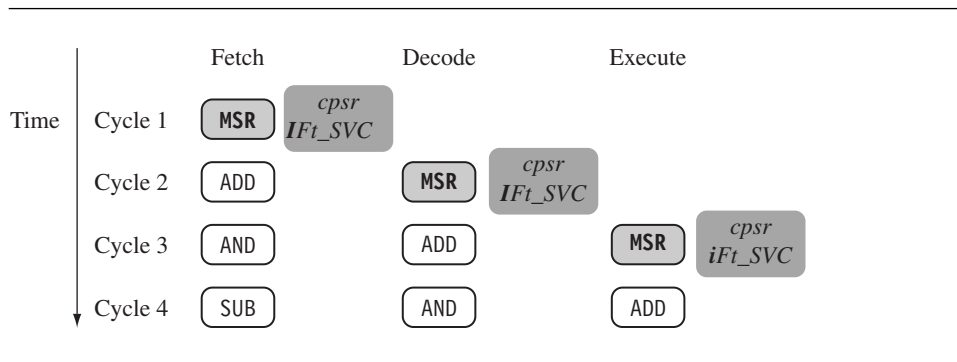 Fetch Decode Execute
Time Cycle 1 MSR cpsr
IFt_SVC
Cycle 2 ADD MSR cpsr
IFt_SVC
Cycle 3 AND ADD MSR cpsr
iFt_SVC
Cycle 4 SUB AND ADD